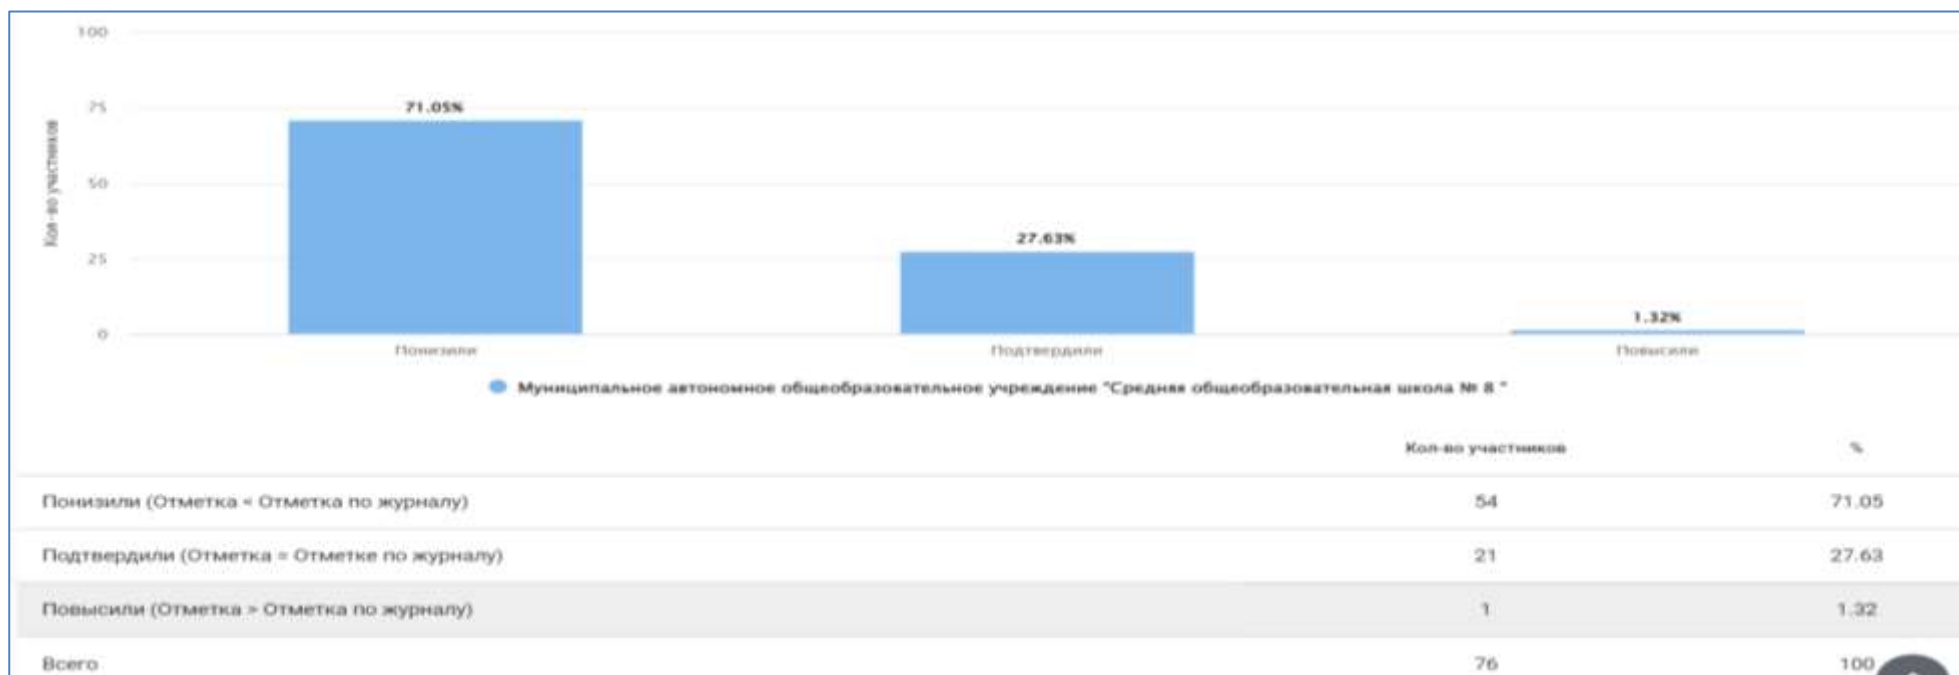 100
75
50
25
0
Кол-во участников
71.05%
27.63%
1.32%
Понизили
Подтвердили
Повысили
Муниципальное автономное общеобразовательное учреждение "Средняя общеобразовательная школа № 8 "
Кол-во участников %
Понизили (Отметка < Отметка по журналу) 54 71.05
Подтвердили (Отметка = Отметке по журналу) 21 27.63
Повысили (Отметка > Отметка по журналу) 1 1.32
Всего 76 100